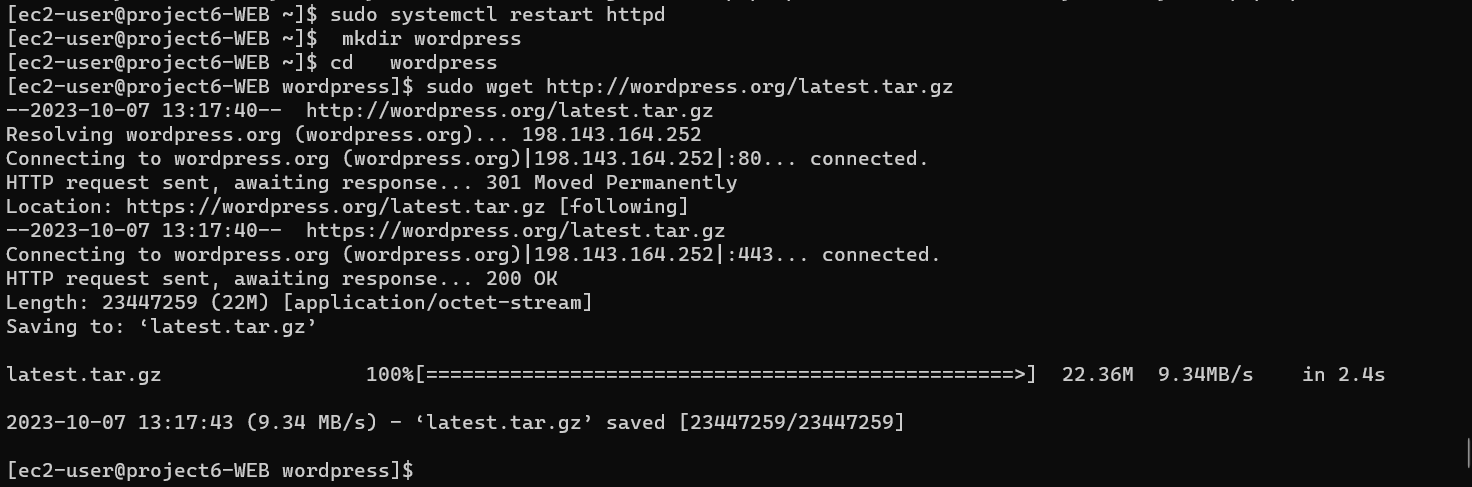 [ec2-user@project6-WEB ~]$ sudo systemctl restart httpd
[ec2-user@project6-WEB ~]$  mkdir wordpress
[ec2-user@project6-WEB ~]$ cd   wordpress
[ec2-user@project6-WEB wordpress]$ sudo wget http://wordpress.org/latest.tar.gz
--2023-10-07 13:17:40--  http://wordpress.org/latest.tar.gz
Resolving wordpress.org (wordpress.org)... 198.143.164.252
Connecting to wordpress.org (wordpress.org)|198.143.164.252|:80... connected.
HTTP request sent, awaiting response... 301 Moved Permanently
Location: https://wordpress.org/latest.tar.gz [following]
--2023-10-07 13:17:40--  https://wordpress.org/latest.tar.gz
Connecting to wordpress.org (wordpress.org)|198.143.164.252|:443... connected.
HTTP request sent, awaiting response... 200 OK
Length: 23447259 (22M) [application/octet-stream]
Saving to: ‘latest.tar.gz’
latest.tar.gz                 100%[=================================================>]  22.36M  9.34MB/s    in 2.4s
2023-10-07 13:17:43 (9.34 MB/s) - ‘latest.tar.gz’ saved [23447259/23447259]
[ec2-user@project6-WEB wordpress]$